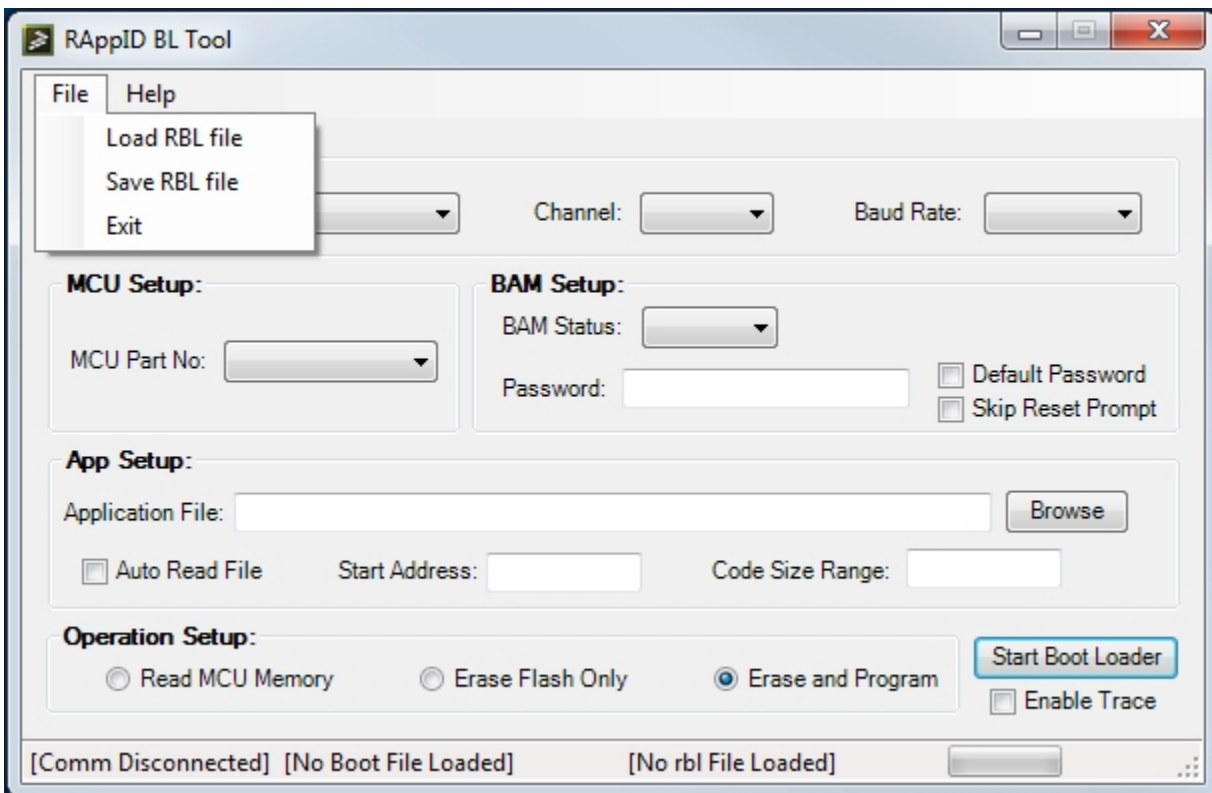 RAppID BL Tool
File Help
Load RBL file
Save RBL file
Exit
Channel: Baud Rate:
MCU Setup: BAM Setup:
BAM Status:
MCU Part No:
Password:
Default Password
Skip Reset Prompt
App Setup:
Application File: Browse
Auto Read File Start Address: Code Size Range:
Operation Setup:
Read MCU Memory Erase Flash Only Erase and Program
Start Boot Loader
Enable Trace
[Comm Disconnected] [No Boot File Loaded] [No rbl File Loaded]